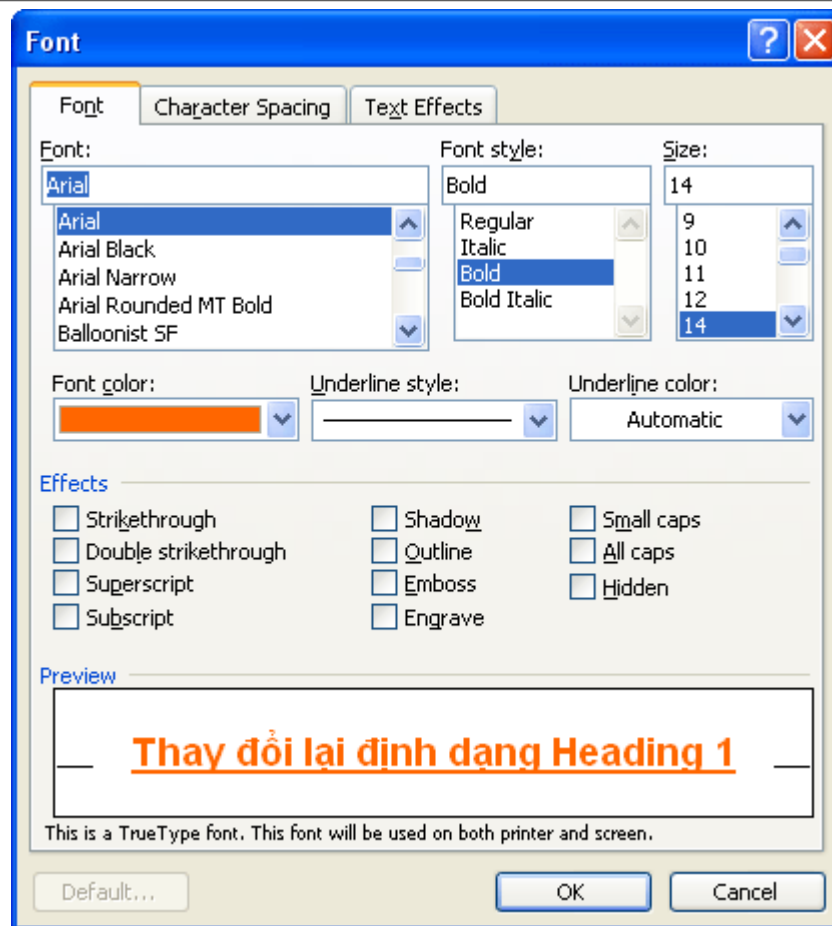 Font
Font Character Spacing Text Effects
Font: Font style: Size:
Arial Bold 14
Arial Regular 9
Arial Black Italic 10
Arial Narrow Bold 11
Arial Rounded MT Bold Bold Italic 12
Balloonist SF 14
Font color: Underline style: Underline color:
Automatic
Effects
Strikethrough Shadow Small caps
Double strikethrough Outline All caps
Superscript Emboss Hidden
Subscript Engrave
Preview
Thay đổi lại định dạng Heading 1
This is a TrueType font. This font will be used on both printer and screen.
Default... OK Cancel